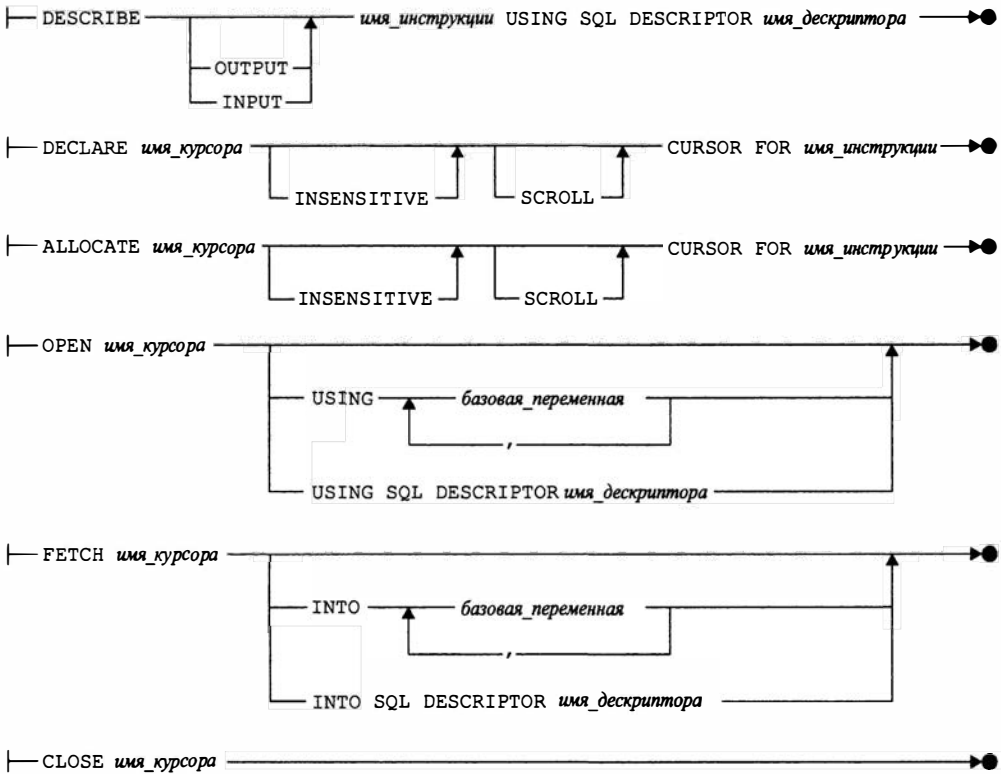 DESCRIBE имя_инструкции USING SQL DESCRIPTOR имя_дескриптора
OUTPUT
INPUT
DECLARE имя_курсора CURSOR FOR имя_инструкции
INSENSITIVE SCROLL
ALLOCATE имя_курсора CURSOR FOR имя_инструкции
INSENSITIVE SCROLL
OPEN имя_курсора
USING базовая_переменная
,
USING SQL DESCRIPTOR имя_дескриптора
FETCH имя_курсора
INTO базовая_переменная
,
INTO SQL DESCRIPTOR имя_дескриптора
CLOSE имя_курсора